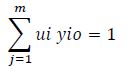 m
∑ ui yio = 1
j=1